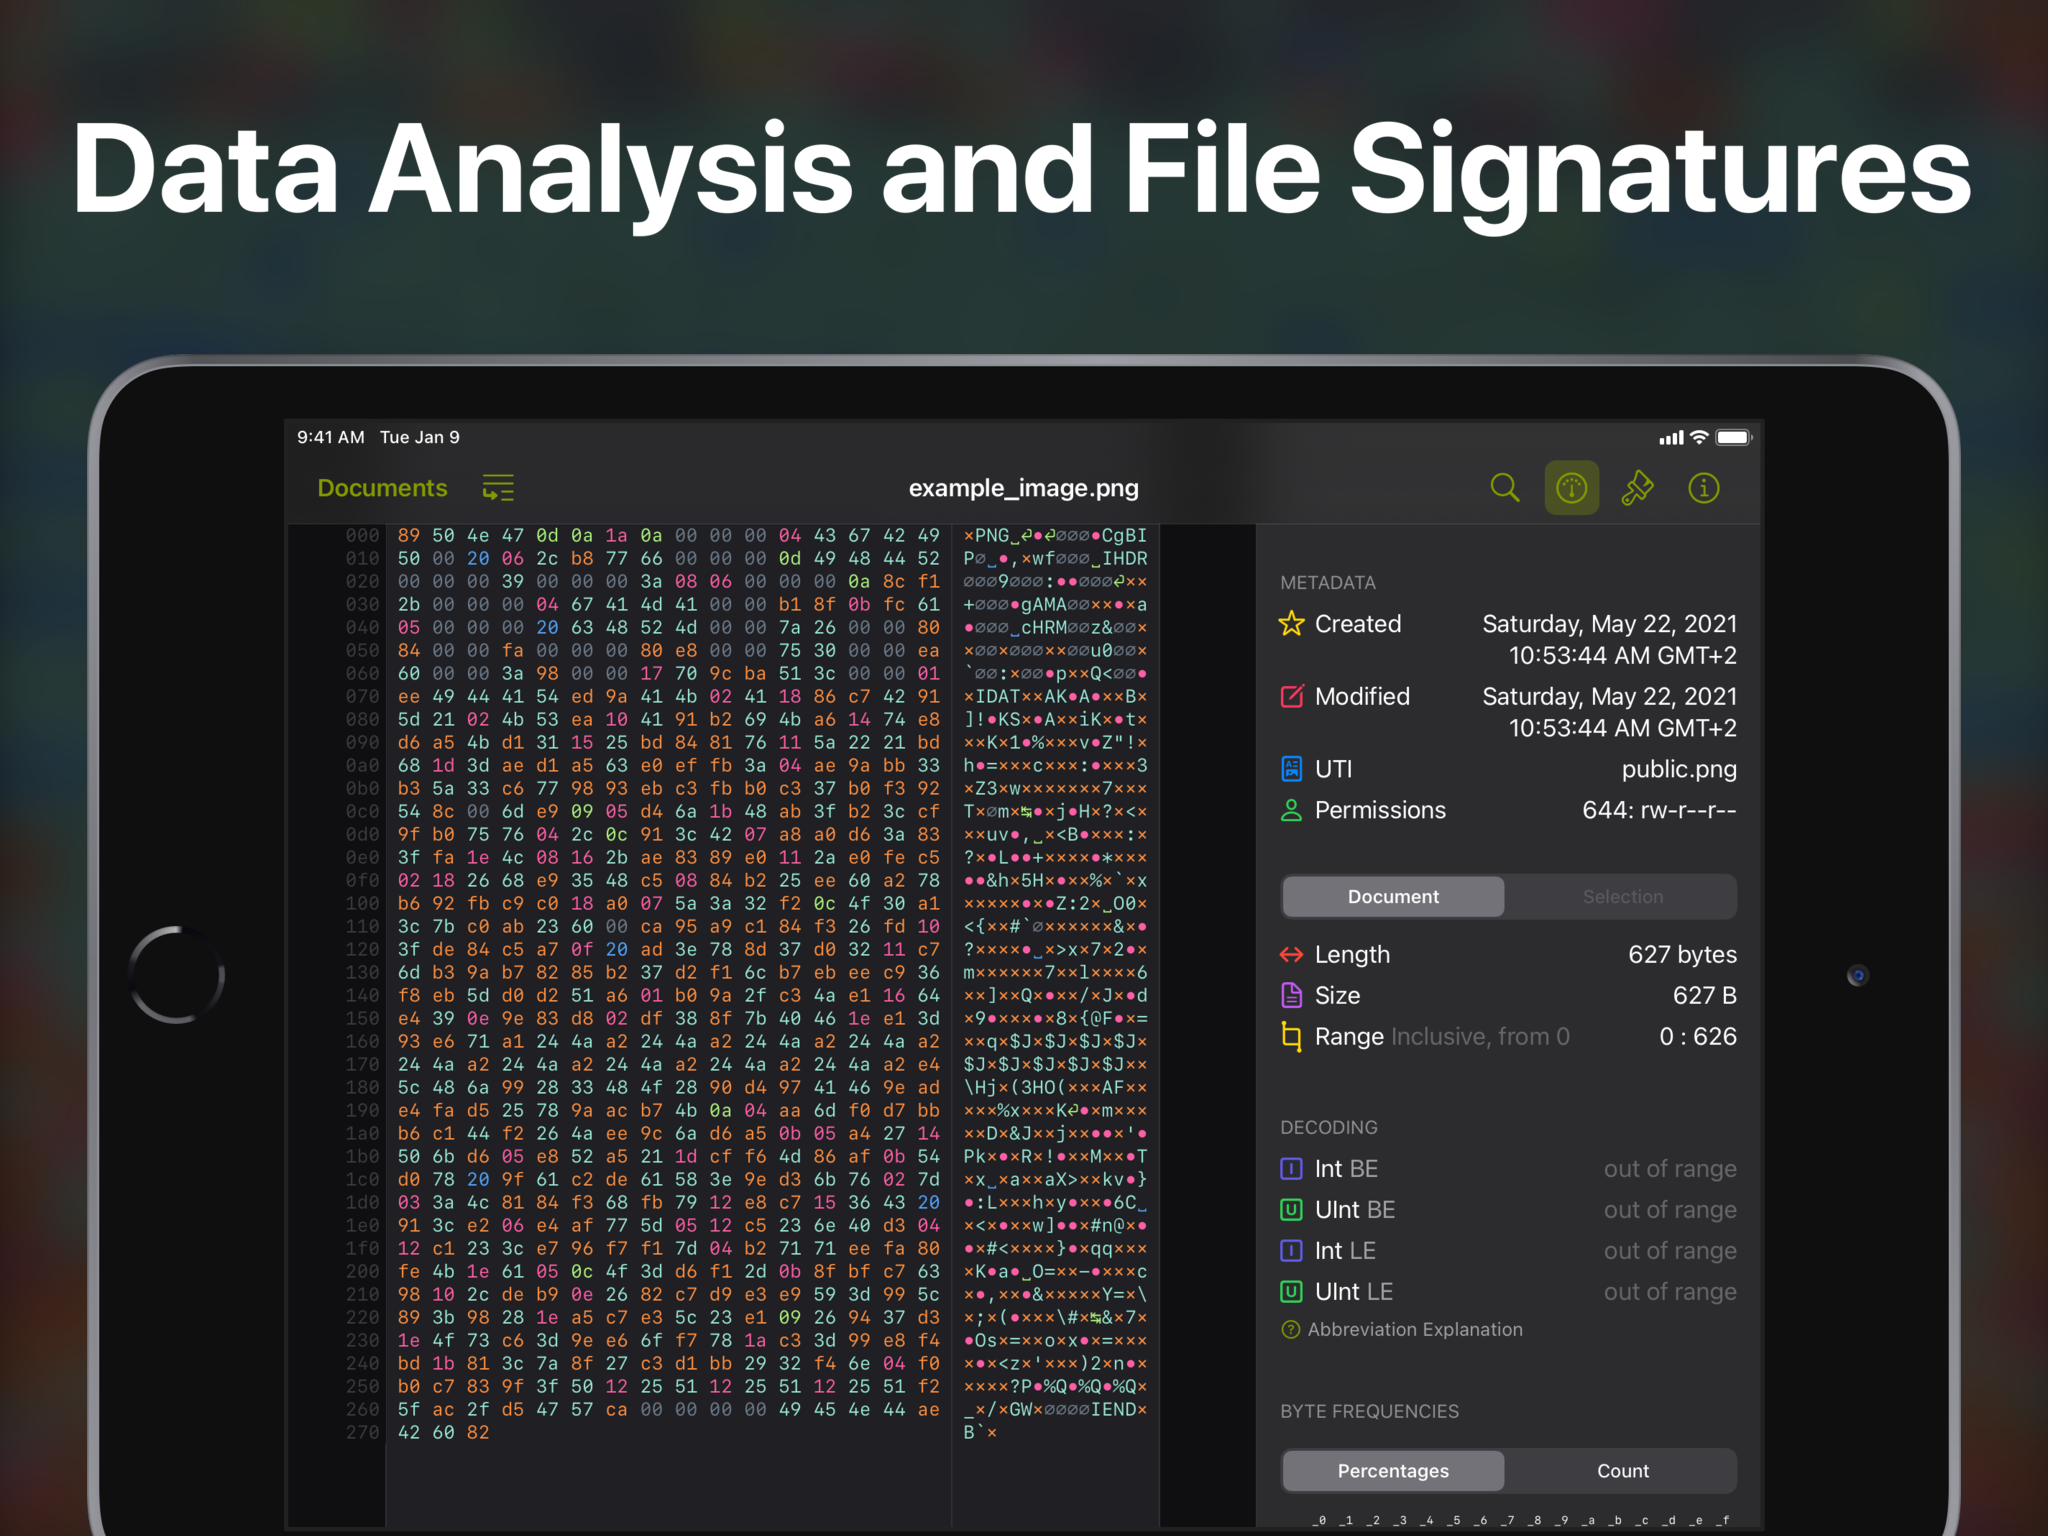 Data Analysis and File Signatures
9:41 AM Tue Jan 9
Documents
example_image.png
000 89 50 4e 47 0d 0a 1a 0a 00 00 00 04 43 67 42 49 ×PNG␣⏎•⏎∅∅∅•CgBI
010 50 00 20 06 2c b8 77 66 00 00 00 0d 49 48 44 52 P∅␣•,×wf∅∅∅␣IHDR
020 00 00 00 39 00 00 00 3a 08 06 00 00 00 0a 8c f1 ∅∅∅9∅∅∅:••∅∅∅⏎××
030 2b 00 00 00 04 67 41 4d 41 00 00 b1 8f 0b fc 61 +∅∅∅•gAMA∅∅××•×a
040 05 00 00 00 20 63 48 52 4d 00 00 7a 26 00 00 80 •∅∅∅␣cHRM∅∅z&∅∅×
050 84 00 00 fa 00 00 00 80 e8 00 00 75 30 00 00 ea ×∅∅×∅∅∅××∅∅u0∅∅×
060 60 00 00 3a 98 00 00 17 70 9c ba 51 3c 00 00 01 `∅∅:×∅∅•p××Q<∅∅•
070 ee 49 44 41 54 ed 9a 41 4b 02 41 18 86 c7 42 91 ×IDAT××AK•A•××B×
080 5d 21 02 4b 53 ea 10 41 91 b2 69 4b a6 14 74 e8 ]!•KS×•A××iK×•t×
090 d6 a5 4b d1 31 15 25 bd 84 81 76 11 5a 22 21 bd ××K×1•%×××v•Z"!×
0a0 68 1d 3d ae d1 a5 63 e0 ef fb 3a 04 ae 9a bb 33 h•=×××c×××:•×××3
0b0 b3 5a 33 c6 77 98 93 eb c3 fb b0 c3 37 b0 f3 92 ×Z3×w×××××××7×××
0c0 54 8c 00 6d e9 09 05 d4 6a 1b 48 ab 3f b2 3c cf T×∅m×↹•×j•H×?×<×
0d0 9f b0 75 76 04 2c 0c 91 3c 42 07 a8 a0 d6 3a 83 ××uv•,␣×<B•×××:×
0e0 3f fa 1e 4c 08 16 2b ae 83 89 e0 11 2a e0 fe c5 ?×•L••+××××•*×××
0f0 02 18 26 68 e9 35 48 c5 08 84 b2 25 ee 60 a2 78 ••&h×5H×•××%×`×x
100 b6 92 fb c9 c0 18 a0 07 5a 3a 32 f2 0c 4f 30 a1 ×××××•×•Z:2×␣O0×
110 3c 7b c0 ab 23 60 00 ca 95 a9 c1 84 f3 26 fd 10 <{××#`∅××××××&×•
120 3f de 84 c5 a7 0f 20 ad 3e 78 8d 37 d0 32 11 c7 ?××××•␣×>x×7×2•×
130 6d b3 9a b7 82 85 b2 37 d2 f1 6c b7 eb ee c9 36 m××××××7××l××××6
140 f8 eb 5d d0 d2 51 a6 01 b0 9a 2f c3 4a e1 16 64 ××]××Q×•××/×J×•d
150 e4 39 0e 9e 83 d8 02 df 38 8f 7b 40 46 1e e1 3d ×9•×××•×8×{@F•×=
160 93 e6 71 a1 24 4a a2 24 4a a2 24 4a a2 24 4a a2 ××q×$J×$J×$J×$J×
170 24 4a a2 24 4a a2 24 4a a2 24 4a a2 24 4a a2 e4 $J×$J×$J×$J×$J××
180 5c 48 6a 99 28 33 48 4f 28 90 d4 97 41 46 9e ad \Hj×(3HO(×××AF××
190 e4 fa d5 25 78 9a ac b7 4b 0a 04 aa 6d f0 d7 bb ×××%x×××K⏎•×m×××
1a0 b6 c1 44 f2 26 4a ee 9c 6a d6 a5 0b 05 a4 27 14 ××D×&J××j××••×'•
1b0 50 6b d6 05 e8 52 a5 21 1d cf f6 4d 86 af 0b 54 Pk×•×R×!•××M××•T
1c0 d0 78 20 9f 61 c2 de 61 58 3e 9e d3 6b 76 02 7d ×x␣×a××aX>××kv•}
1d0 03 3a 4c 81 84 f3 68 fb 79 12 e8 c7 15 36 43 20 •:L×××h×y•××•6C␣
1e0 91 3c e2 06 e4 af 77 5d 05 12 c5 23 6e 40 d3 04 ×<×•××w]••×#n@×•
1f0 12 c1 23 3c e7 96 f7 f1 7d 04 b2 71 71 ee fa 80 •×#<××××}•×qq×××
200 fe 4b 1e 61 05 0c 4f 3d d6 f1 2d 0b 8f bf c7 63 ×K•a•␣O=××-•×××c
210 98 10 2c de b9 0e 26 82 c7 d9 e3 e9 59 3d 99 5c ×•,××•&×××××Y=×\
220 89 3b 98 28 1e a5 c7 e3 5c 23 e1 09 26 94 37 d3 ×;×(•×××\#×↹&×7×
230 1e 4f 73 c6 3d 9e e6 6f f7 78 1a c3 3d 99 e8 f4 •Os×=××o×x•×=×××
240 bd 1b 81 3c 7a 8f 27 c3 d1 bb 29 32 f4 6e 04 f0 ×•×<z×'×××)2×n•×
250 b0 c7 83 9f 3f 50 12 25 51 12 25 51 12 25 51 f2 ××××?P•%Q•%Q•%Q×
260 5f ac 2f d5 47 57 ca 00 00 00 00 49 45 4e 44 ae _×/×GW×∅∅∅∅IEND×
270 42 60 82 B`×
METADATA
Created Saturday, May 22, 2021
10:53:44 AM GMT+2
Modified Saturday, May 22, 2021
10:53:44 AM GMT+2
UTI public.png
Permissions 644: rw-r--r--
Document Selection
Length 627 bytes
Size 627 B
Range Inclusive, from 0 0 : 626
DECODING
Int BE out of range
UInt BE out of range
Int LE out of range
UInt LE out of range
Abbreviation Explanation
BYTE FREQUENCIES
Percentages Count
_0 _1 _2 _3 _4 _5 _6 _7 _8 _9 _a _b _c _d _e _f